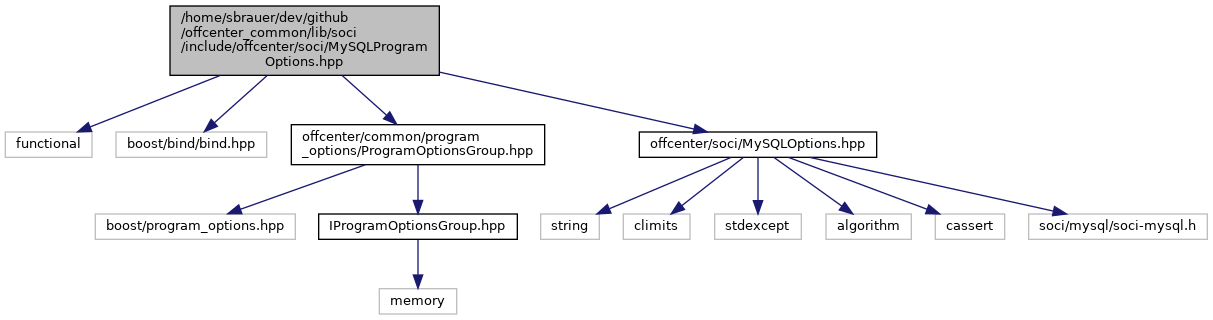 /home/sbrauer/dev/github
/offcenter_common/lib/soci
/include/offcenter/soci/MySQLProgram
Options.hpp
functional
boost/bind/bind.hpp
offcenter/common/program
_options/ProgramOptionsGroup.hpp
offcenter/soci/MySQLOptions.hpp
boost/program_options.hpp
IProgramOptionsGroup.hpp
string
climits
stdexcept
algorithm
cassert
soci/mysql/soci-mysql.h
memory